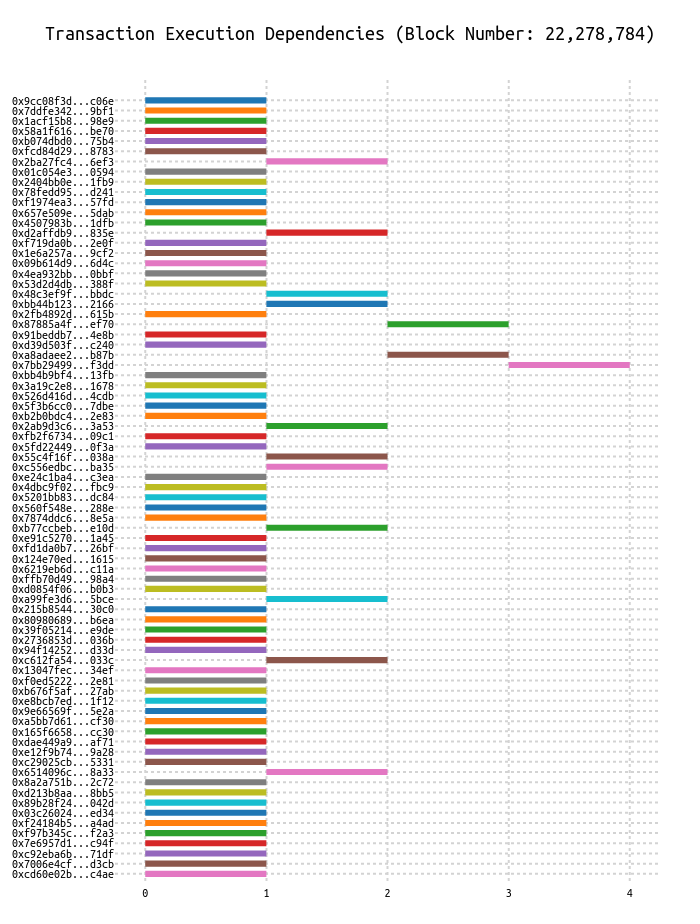 Transaction Execution Dependencies (Block Number: 22,278,784)
0x9cc08f3d...c06e
0x7ddfe342...9bf1
0x1acf15b8...98e9
0x58a1f616...be70
0xb074dbd0...75b4
0xfcd84d29...8783
0x2ba27fc4...6ef3
0x01c054e3...0594
0x2404bb0e...1fb9
0x78fedd95...d241
0xf1974ea3...57fd
0x657e509e...5dab
0x4507983b...1dfb
0xd2affdb9...835e
0xf719da0b...2e0f
0x1e6a257a...9cf2
0x09b614d9...6d4c
0x4ea932bb...0bbf
0x53d2d4db...388f
0x48c3ef9f...bbdc
0xbb44b123...2166
0x2fb4892d...615b
0x87885a4f...ef70
0x91beddb7...4e8b
0xd39d503f...c240
0xa8adaee2...b87b
0x7bb29499...f3dd
0xbb4b9bf4...13fb
0x3a19c2e8...1678
0x526d416d...4cdb
0x5f3b6cc0...7dbe
0xb2b0bdc4...2e83
0x2ab9d3c6...3a53
0xfb2f6734...09c1
0x5fd22449...0f3a
0x55c4f16f...038a
0xc556edbc...ba35
0xe24c1ba4...c3ea
0x4dbc9f02...fbc9
0x5201bb83...dc84
0x560f548e...288e
0x7874ddc6...8e5a
0xb77ccbeb...e10d
0xe91c5270...1a45
0xfd1da0b7...26bf
0x124e70ed...1615
0x6219eb6d...c11a
0xffb70d49...98a4
0xd0854f06...b0b3
0xa99fe3d6...5bce
0x215b8544...30c0
0x80980689...b6ea
0x39f05214...e9de
0x2736853d...036b
0x94f14252...d33d
0xc612fa54...033c
0x13047fec...34ef
0xf0ed5222...2e81
0xb676f5af...27ab
0xe8bcb7ed...1f12
0x9e66569f...5e2a
0xa5bb7d61...cf30
0x165f6658...cc30
0xdae449a9...af71
0xe12f9b74...9a28
0xc29025cb...5331
0x6514096c...8a33
0x8a2a751b...2c72
0xd213b8aa...8bb5
0x89b28f24...042d
0x03c26024...ed34
0xf24184b5...a4ad
0xf97b345c...f2a3
0x7e6957d1...c94f
0xc92eba6b...71df
0x7006e4cf...d3cb
0xcd60e02b...c4ae
0 1 2 3 4